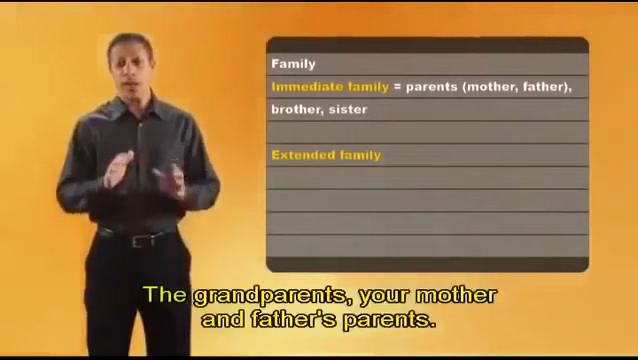 Family
Immediate family = parents (mother, father),
brother, sister
Extended family
The grandparents, your mother
and father's parents.